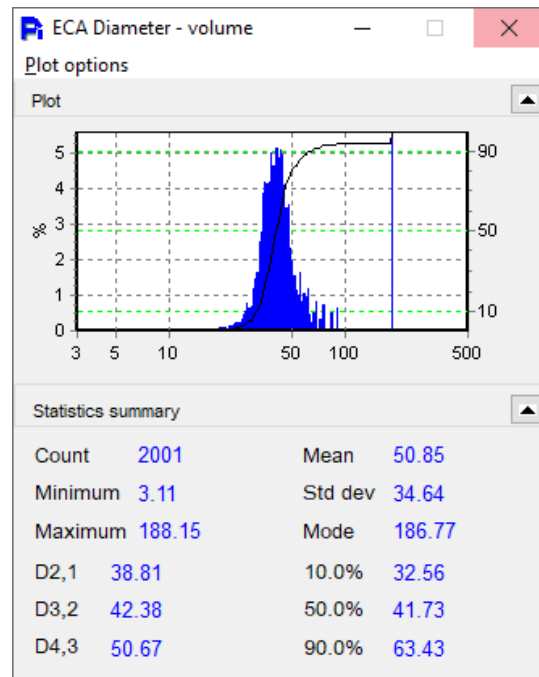 ECA Diameter - volume
Plot options
Plot
%
5
4
3
2
1
0
90
50
10
3 5 10 50 100 500
Statistics summary
Count 2001 Mean 50.85
Minimum 3.11 Std dev 34.64
Maximum 188.15 Mode 186.77
D2,1 38.81 10.0% 32.56
D3,2 42.38 50.0% 41.73
D4,3 50.67 90.0% 63.43